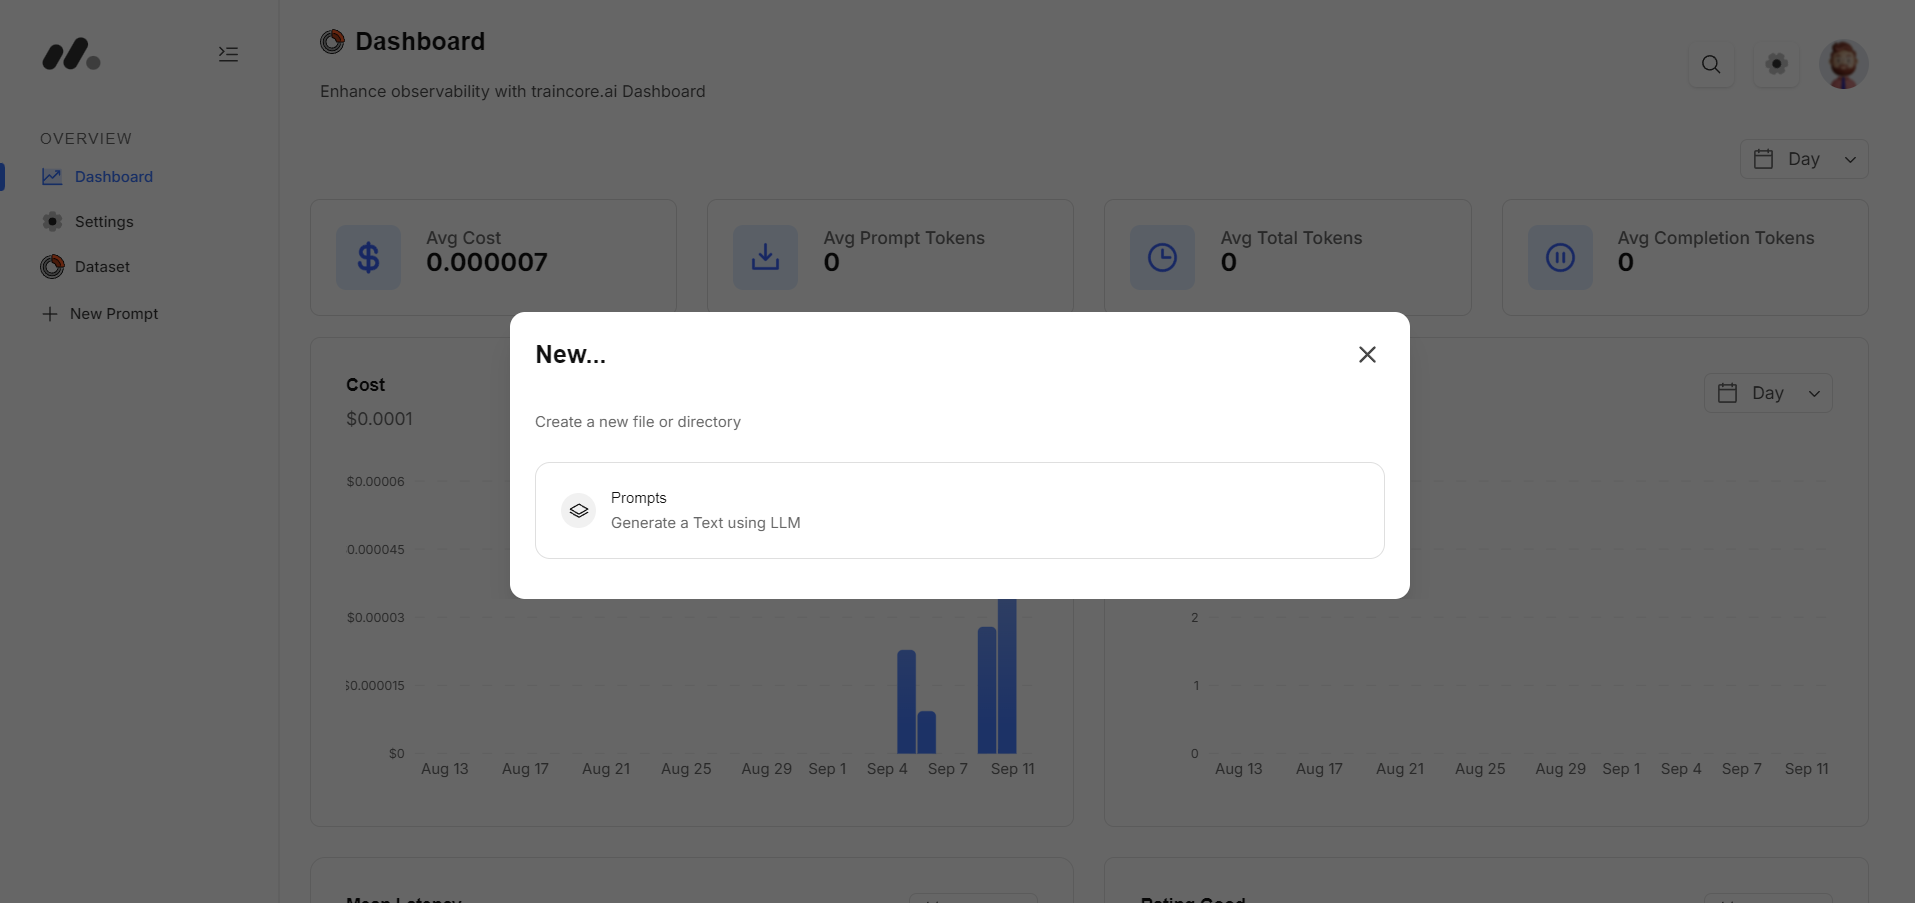 Dashboard
Enhance observability with traincore.ai Dashboard
OVERVIEW
Dashboard
Settings
Dataset
New Prompt
Day
Avg Cost
0.000007
Avg Prompt Tokens
0
Avg Total Tokens
0
Avg Completion Tokens
0
New...
Create a new file or directory
Prompts
Generate a Text using LLM
Cost
$0.0001
$0.00006
0.000045
$0.00003
$0.000015
$0
Aug 13 Aug 17 Aug 21 Aug 25 Aug 29 Sep 1 Sep 4 Sep 7 Sep 11
Day
2
1
0
Aug 13 Aug 17 Aug 21 Aug 25 Aug 29 Sep 1 Sep 4 Sep 7 Sep 11
Mean Latency
Rating Good